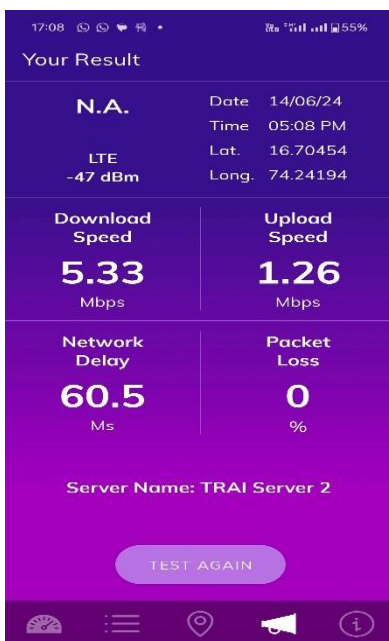 17:08
55%
Your Result
N.A.
LTE
-47 dBm
Date 14/06/24
Time 05:08 PM
Lat. 16.70454
Long. 74.24194
Download
Speed
5.33
Mbps
Upload
Speed
1.26
Mbps
Network
Delay
60.5
Ms
Packet
Loss
0
%
Server Name: TRAI Server 2
TEST AGAIN